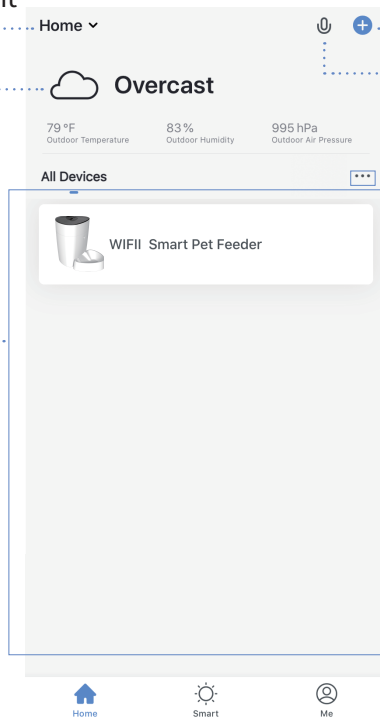 Home
Overcast
79 °F 83 % 995 hPa
Outdoor Temperature Outdoor Humidity Outdoor Air Pressure
All Devices
WIFII Smart Pet Feeder
Home Smart Me